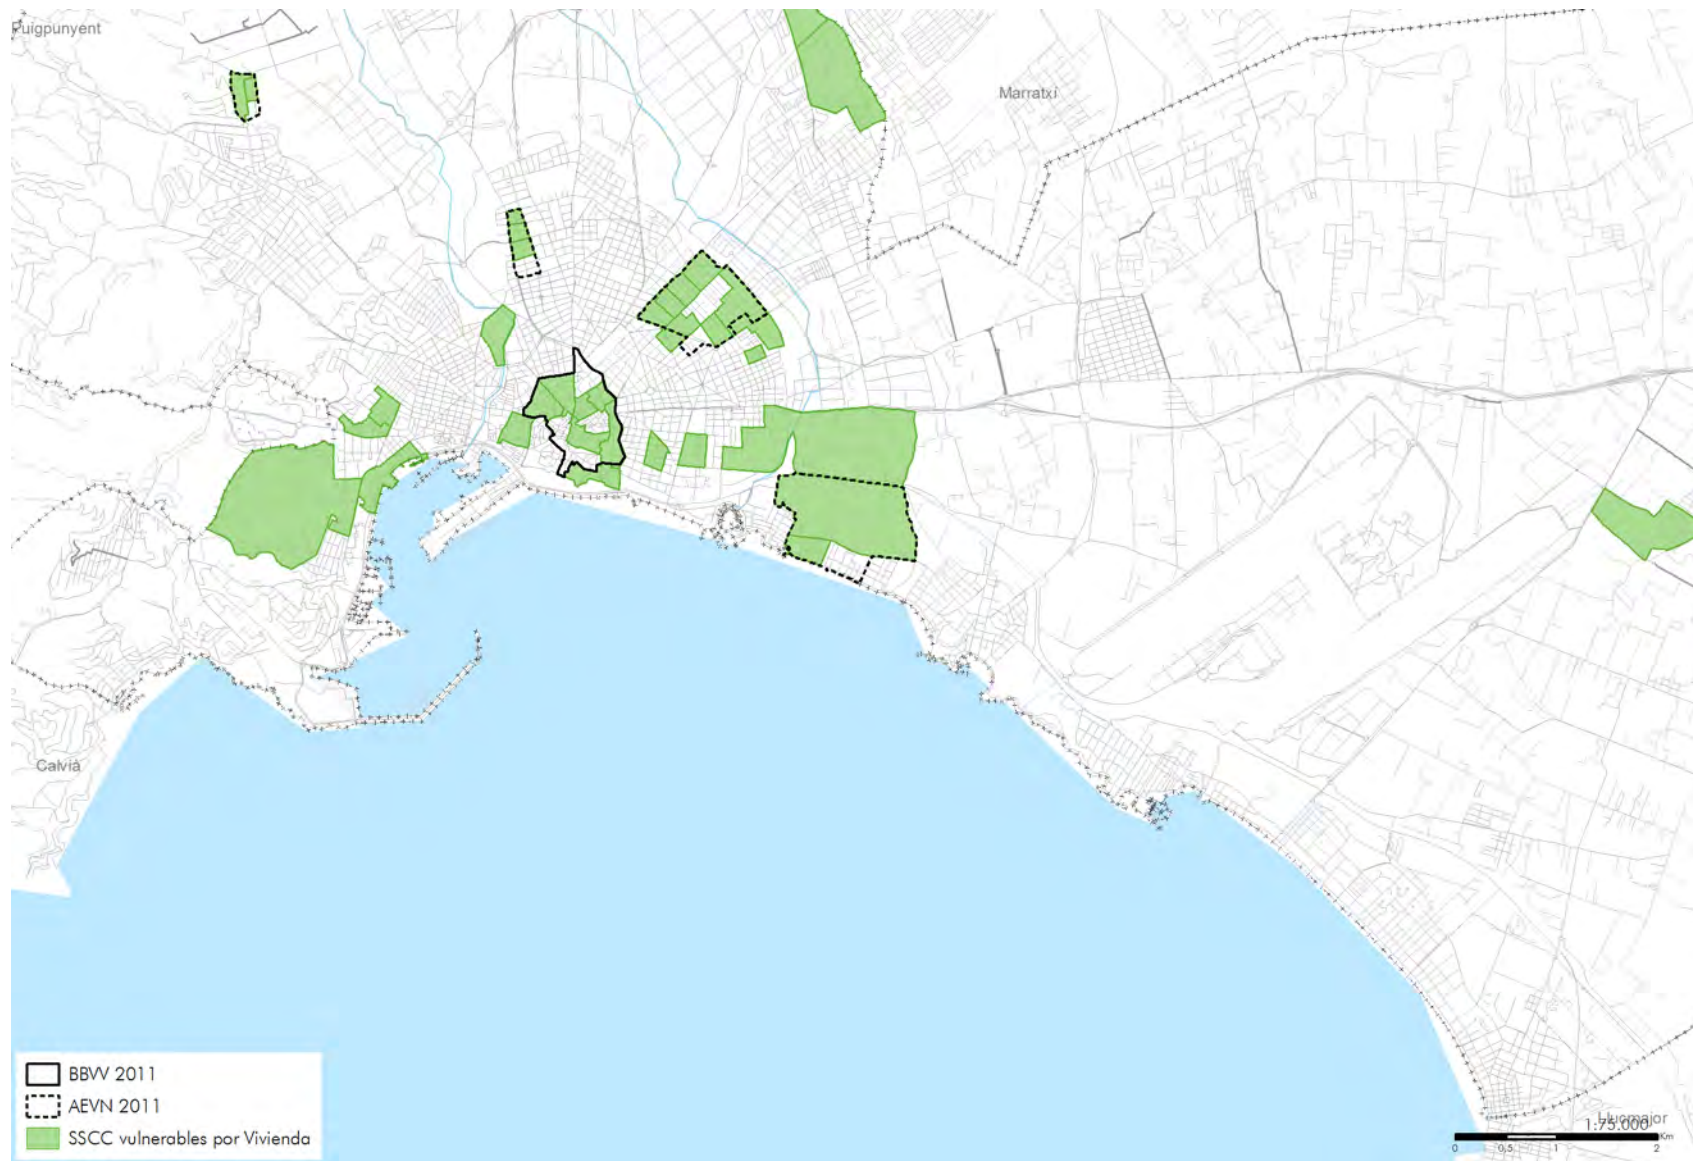 Puigpunyent
Marratxí
Calvià
BBVV 2011
AEVN 2011
SSCC vulnerables por Vivienda
Llucmajor
1:75.000
Km
0 0,5 1 2